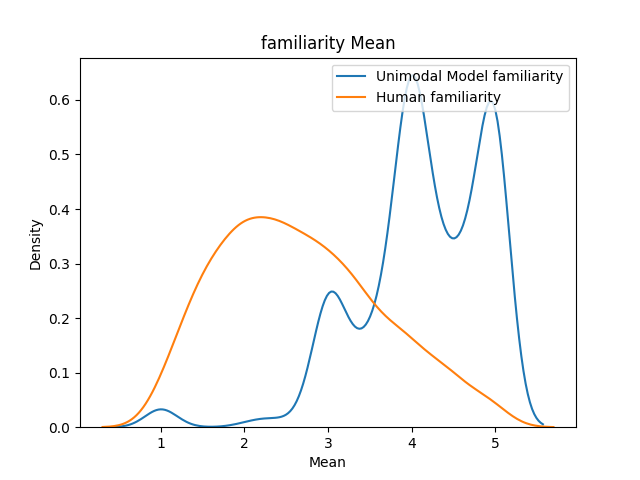 familiarity Mean
Unimodal Model familiarity
Human familiarity
0.6
0.5
0.4
0.3
0.2
0.1
0.0
Density
1 2 3 4 5
Mean